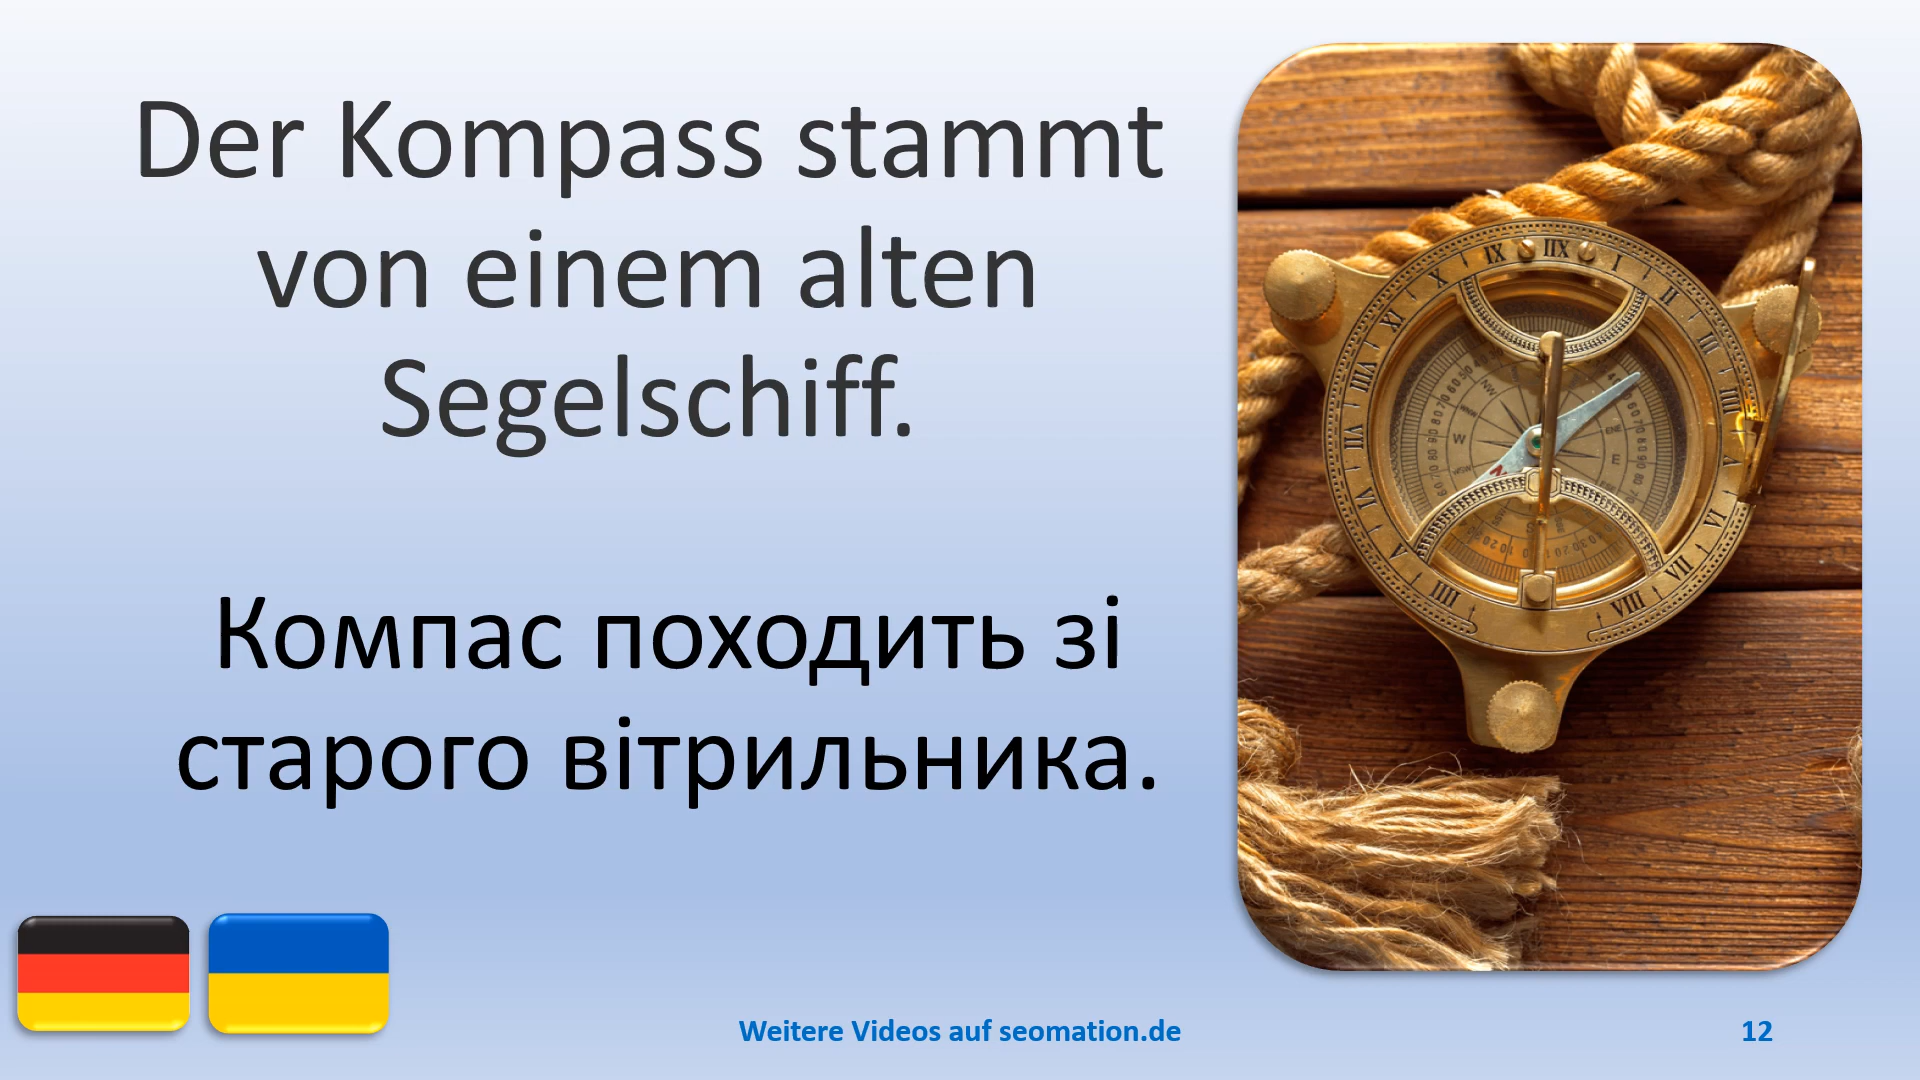 Der Kompass stammt
von einem alten
Segelschiff.
Компас походить зі
старого вітрильника.
Weitere Videos auf seomation.de
12